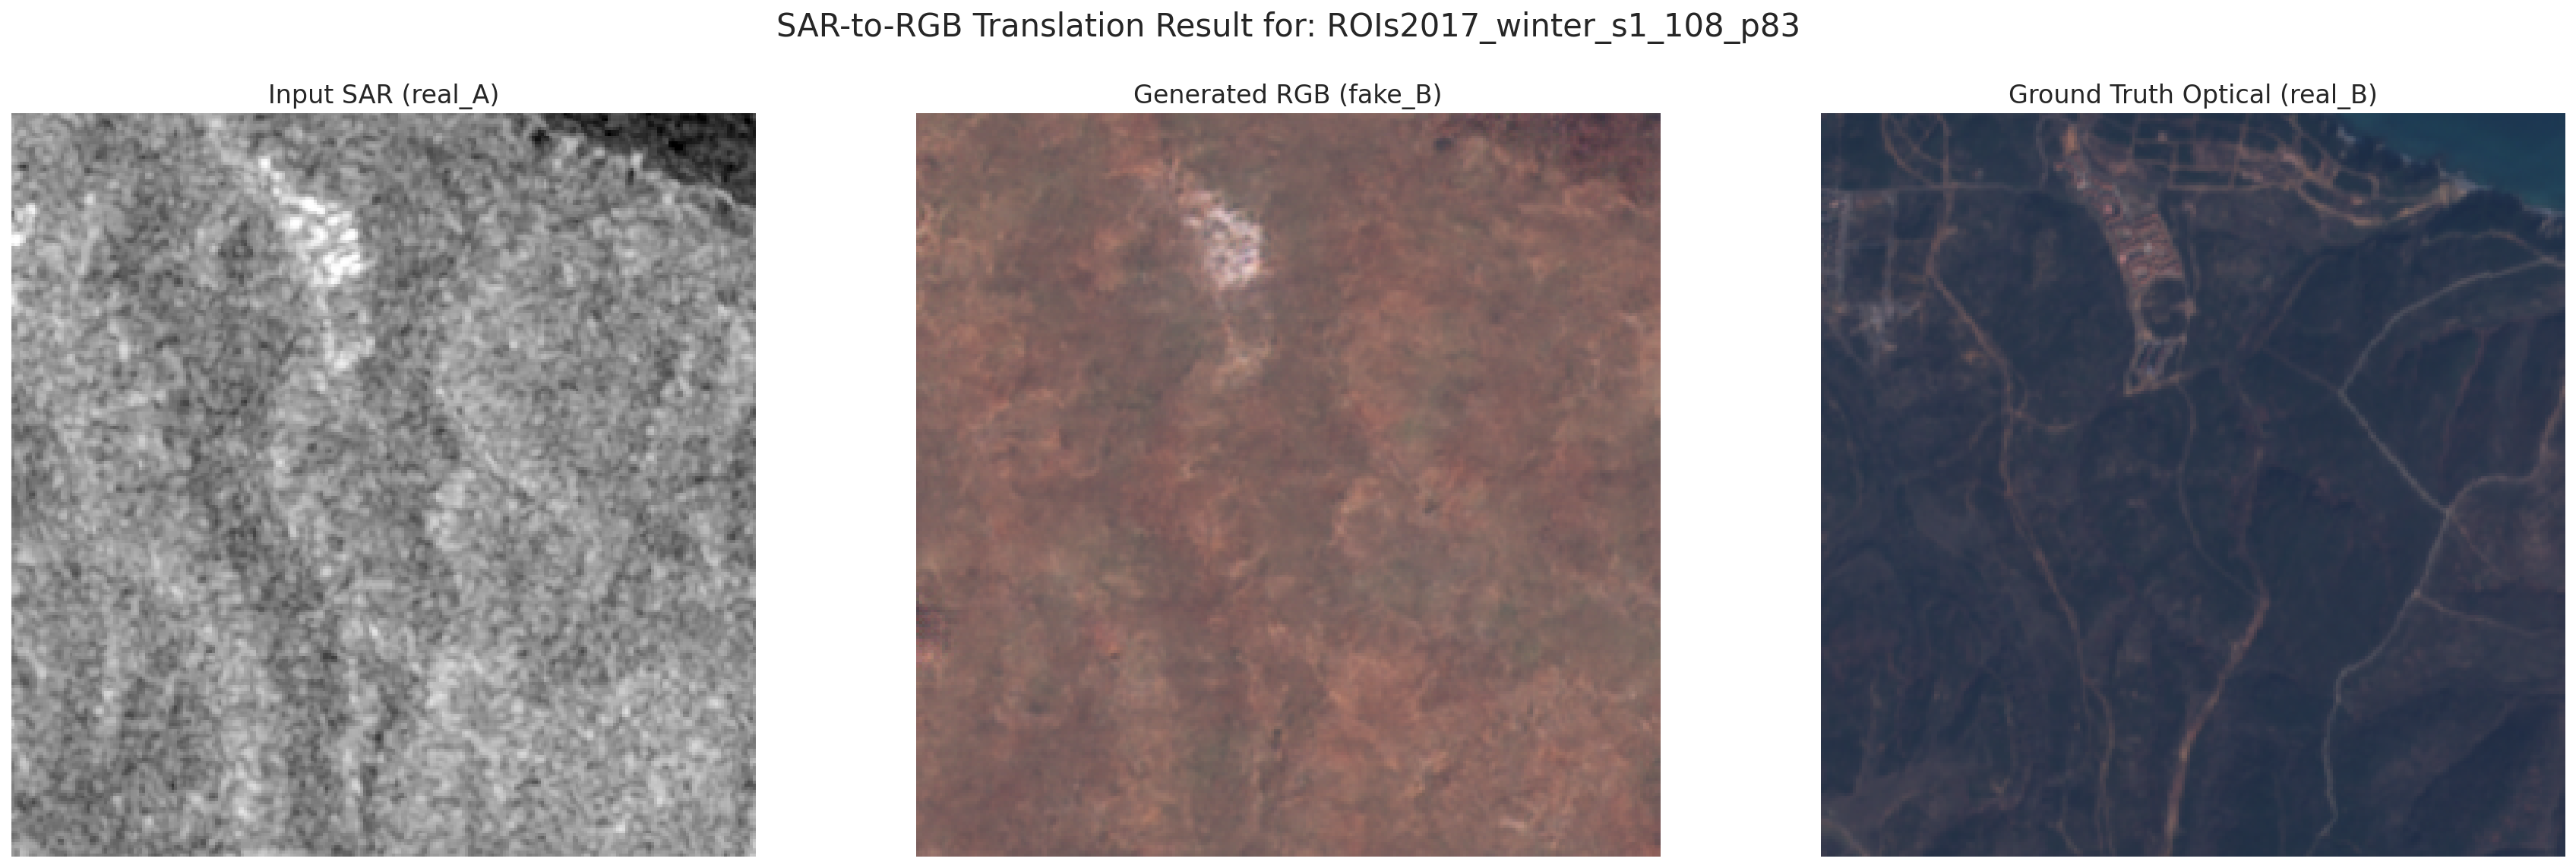 SAR-to-RGB Translation Result for: ROIs2017_winter_s1_108_p83
Input SAR (real_A)
Generated RGB (fake_B)
Ground Truth Optical (real_B)